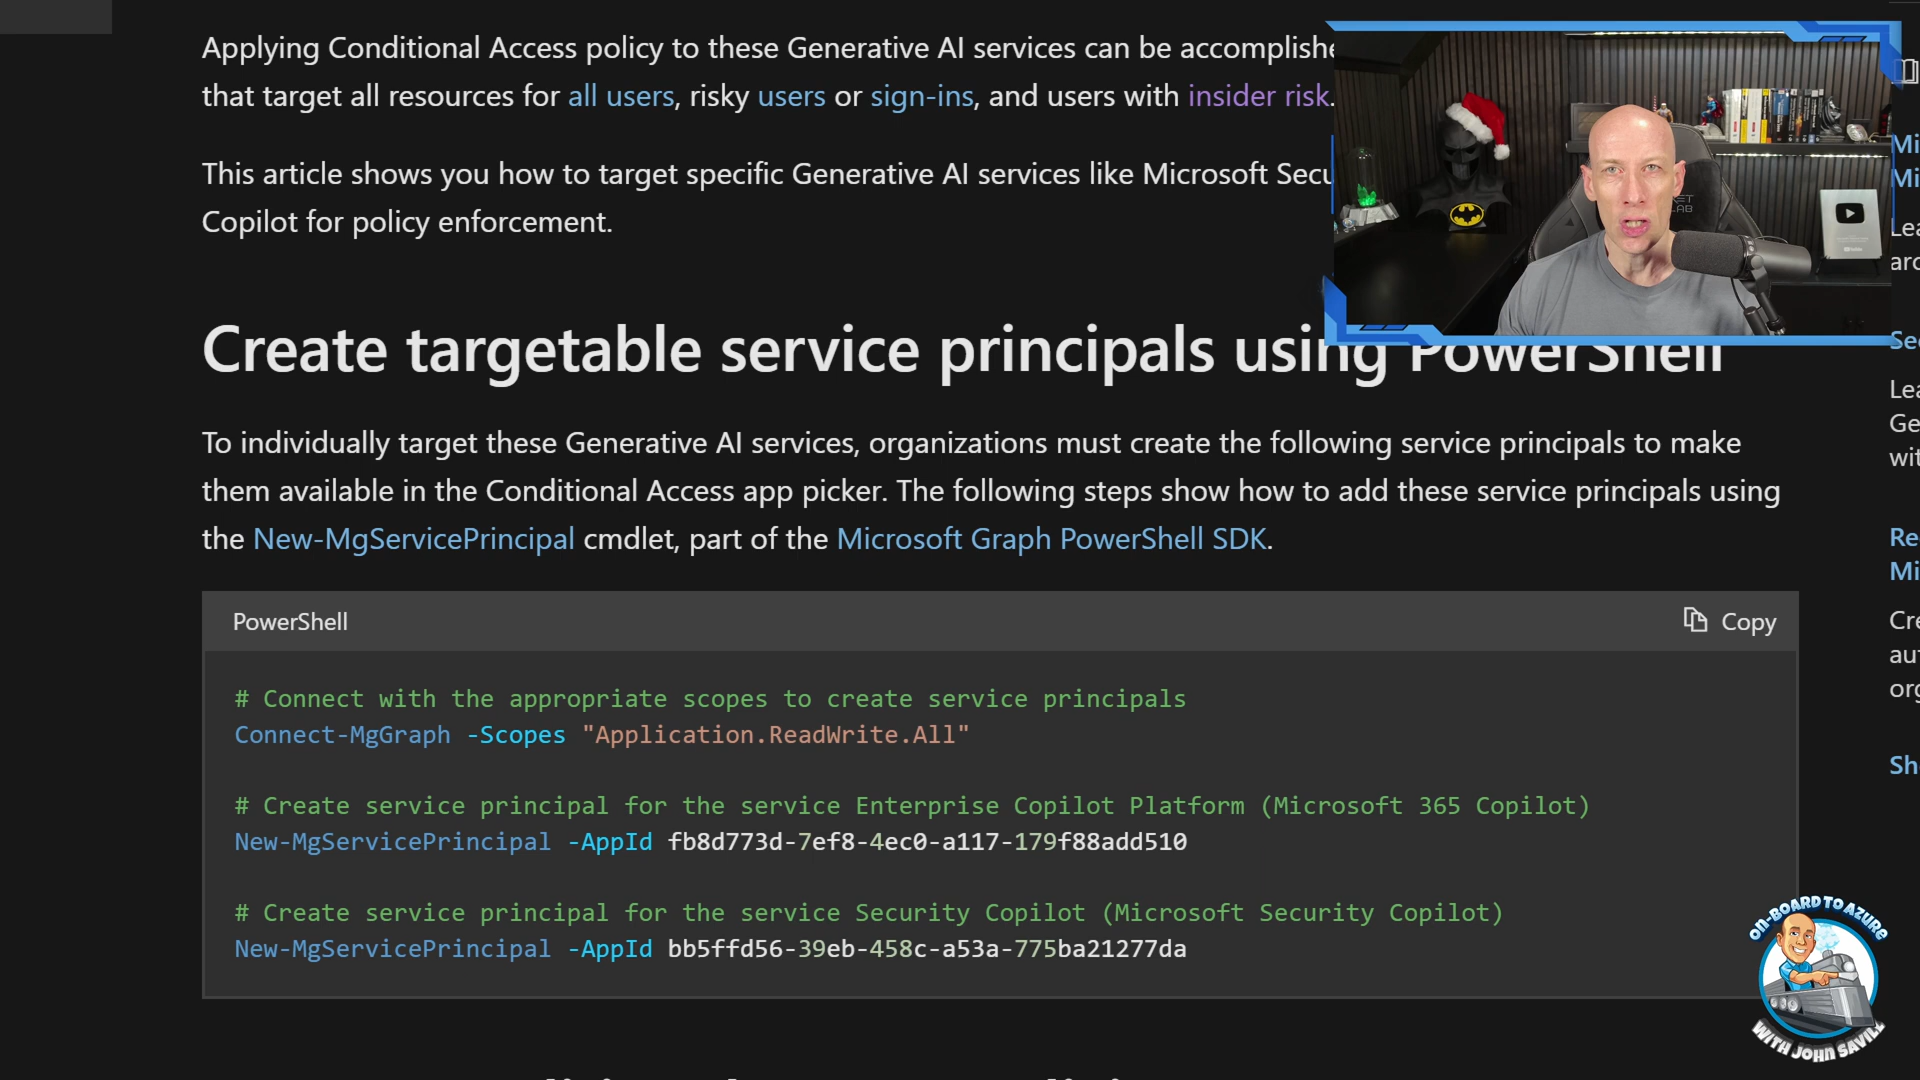 Applying Conditional Access policy to these Generative AI services can be
that target all resources for all users, risky users or sign-ins, and users with insider risk.
This article shows you how to target specific Generative AI services like Microsoft
Copilot for policy enforcement.
Create targetable service principals using PowerShell
To individually target these Generative AI services, organizations must create the following service principals to make
them available in the Conditional Access app picker. The following steps show how to add these service principals using
the New-MgServicePrincipal cmdlet, part of the Microsoft Graph PowerShell SDK.
PowerShell
Copy
# Connect with the appropriate scopes to create service principals
Connect-MgGraph -Scopes "Application.ReadWrite.All"
# Create service principal for the service Enterprise Copilot Platform (Microsoft 365 Copilot)
New-MgServicePrincipal -AppId fb8d773d-7ef8-4ec0-a117-179f88add510
# Create service principal for the service Security Copilot (Microsoft Security Copilot)
New-MgServicePrincipal -AppId bb5ffd56-39eb-458c-a53a-775ba21277da
ON-BOARD TO AZURE
WITH JOHN SAVILL